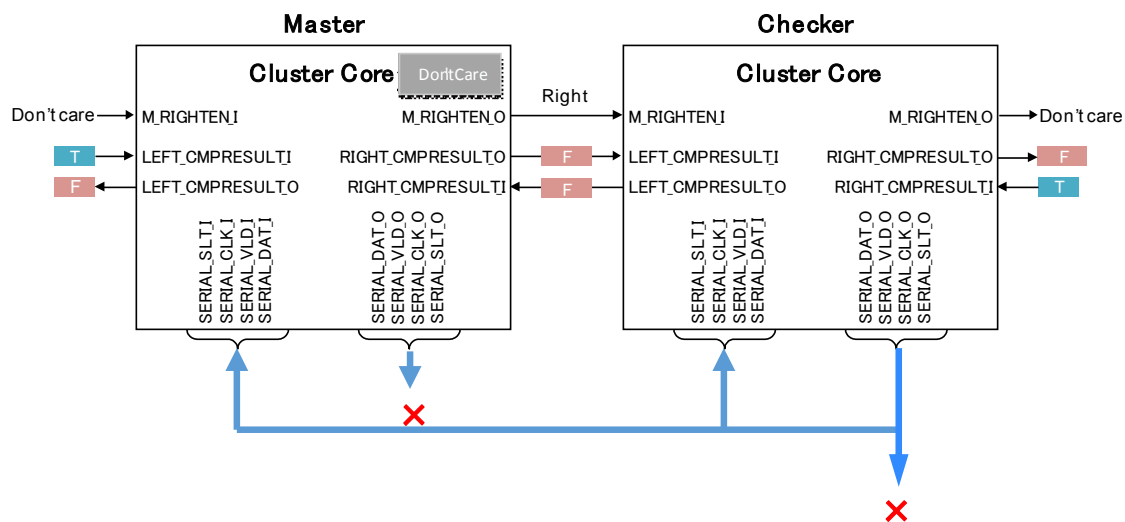 Master
Checker
Cluster Core
Don't Care
Cluster Core
Right
Don't care
M_RIGHTEN_I
M_RIGHTEN_O
M_RIGHTEN_I
M_RIGHTEN_O
Don't care
T
LEFT_CMPRESULT_I
RIGHT_CMPRESULT_O
F
LEFT_CMPRESULT_I
RIGHT_CMPRESULT_O
F
F
LEFT_CMPRESULT_O
RIGHT_CMPRESULT_I
F
LEFT_CMPRESULT_O
RIGHT_CMPRESULT_I
T
SERIAL_SLT_I
SERIAL_CLK_I
SERIAL_VLD_I
SERIAL_DAT_I
SERIAL_DAT_O
SERIAL_VLD_O
SERIAL_CLK_O
SERIAL_SLT_O
SERIAL_SLT_I
SERIAL_CLK_I
SERIAL_VLD_I
SERIAL_DAT_I
SERIAL_DAT_O
SERIAL_VLD_O
SERIAL_CLK_O
SERIAL_SLT_O